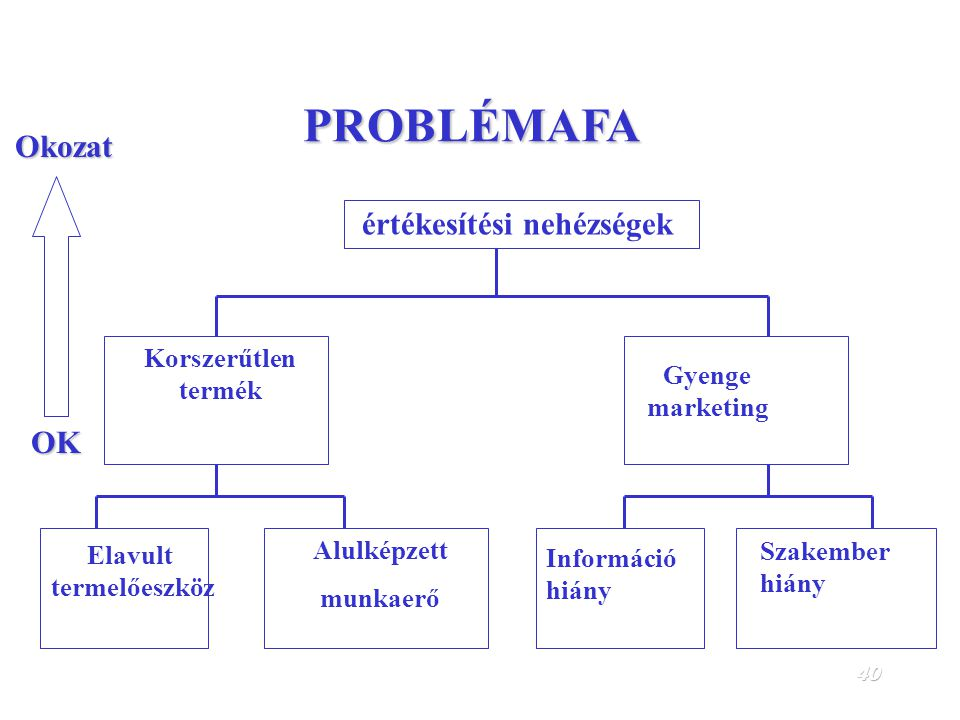 PROBLÉMAFA
Okozat
értékesítési nehézségek
Korszerűtlen
termék
Gyenge
marketing
OK
Elavult
termelőeszköz
Alulképzett
munkaerő
Információ
hiány
Szakember
hiány
40